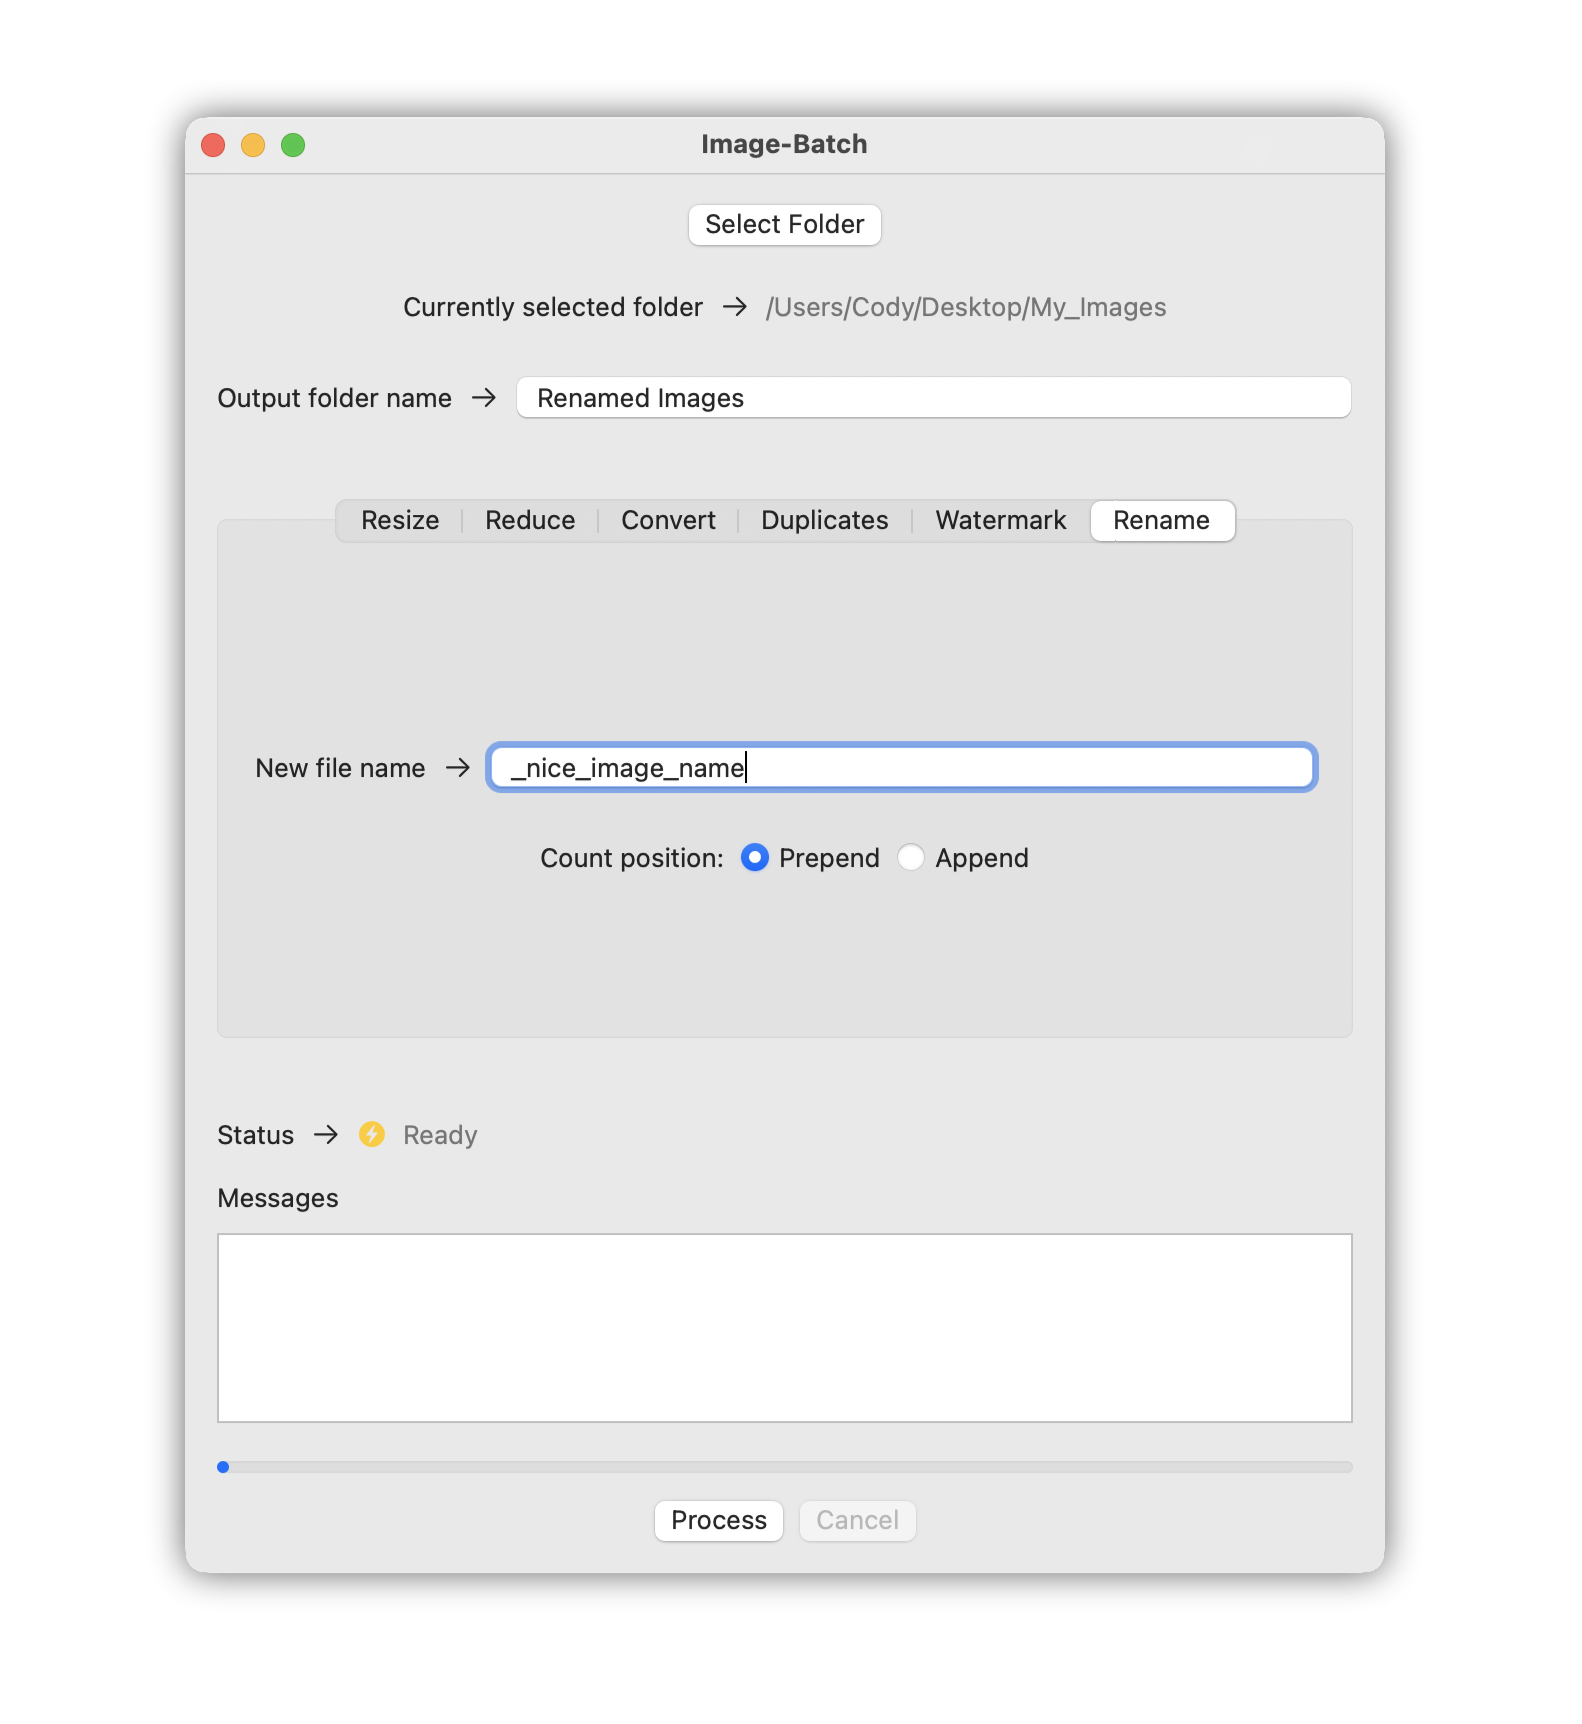 Image-Batch
Select Folder
Currently selected folder → /Users/Cody/Desktop/My_Images
Output folder name → Renamed Images
Resize Reduce Convert Duplicates Watermark Rename
New file name → _nice_image_name
Count position: Prepend Append
Status → Ready
Messages
Process Cancel